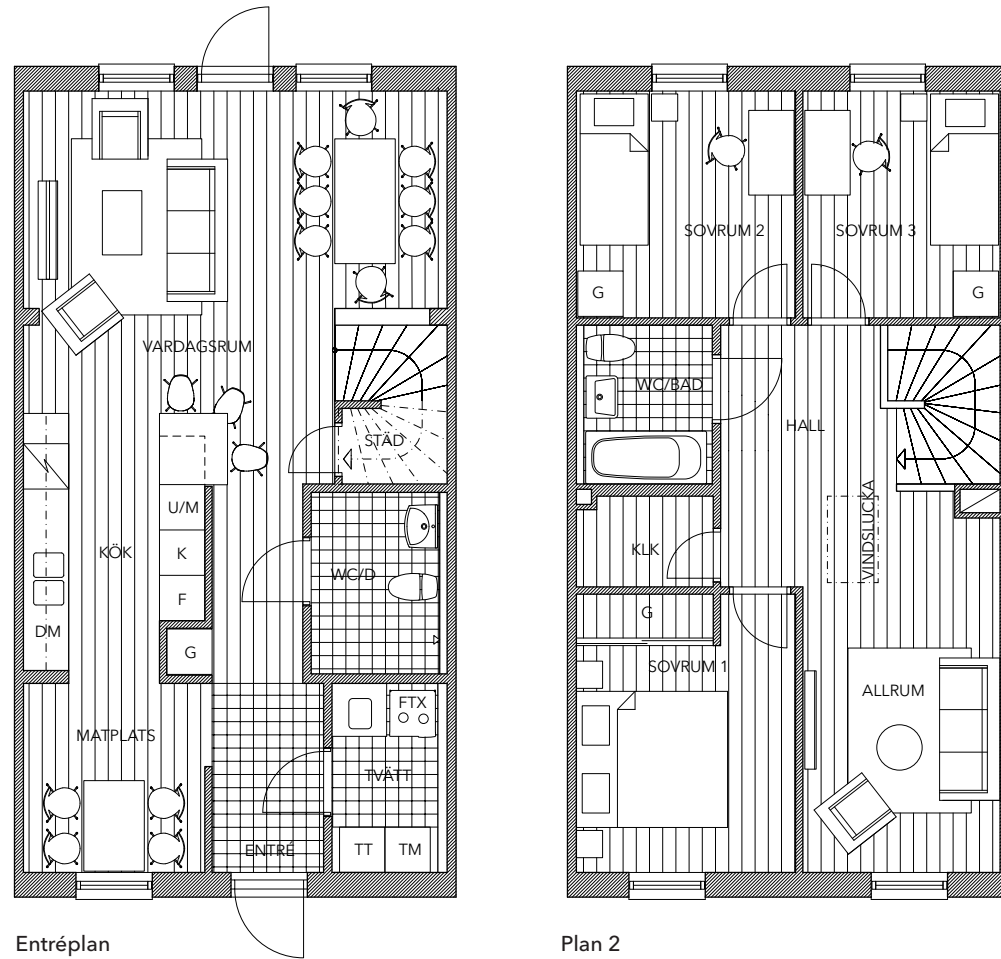 VARDAGSRUM
STÄD
U/M
K
F
KÖK
WC/D
DM
G
FTX
MATPLATS
TVÄTT
ENTRÉ
TT
TM
Entréplan
SOVRUM 2
SOVRUM 3
G
G
WC/BAD
HALL
VINDSLUCKA
KLK
G
SOVRUM 1
ALLRUM
Plan 2